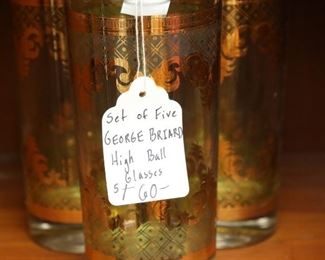 Set of Five
GEORGE BRIARD
High Ball
Glasses
5/ 60-